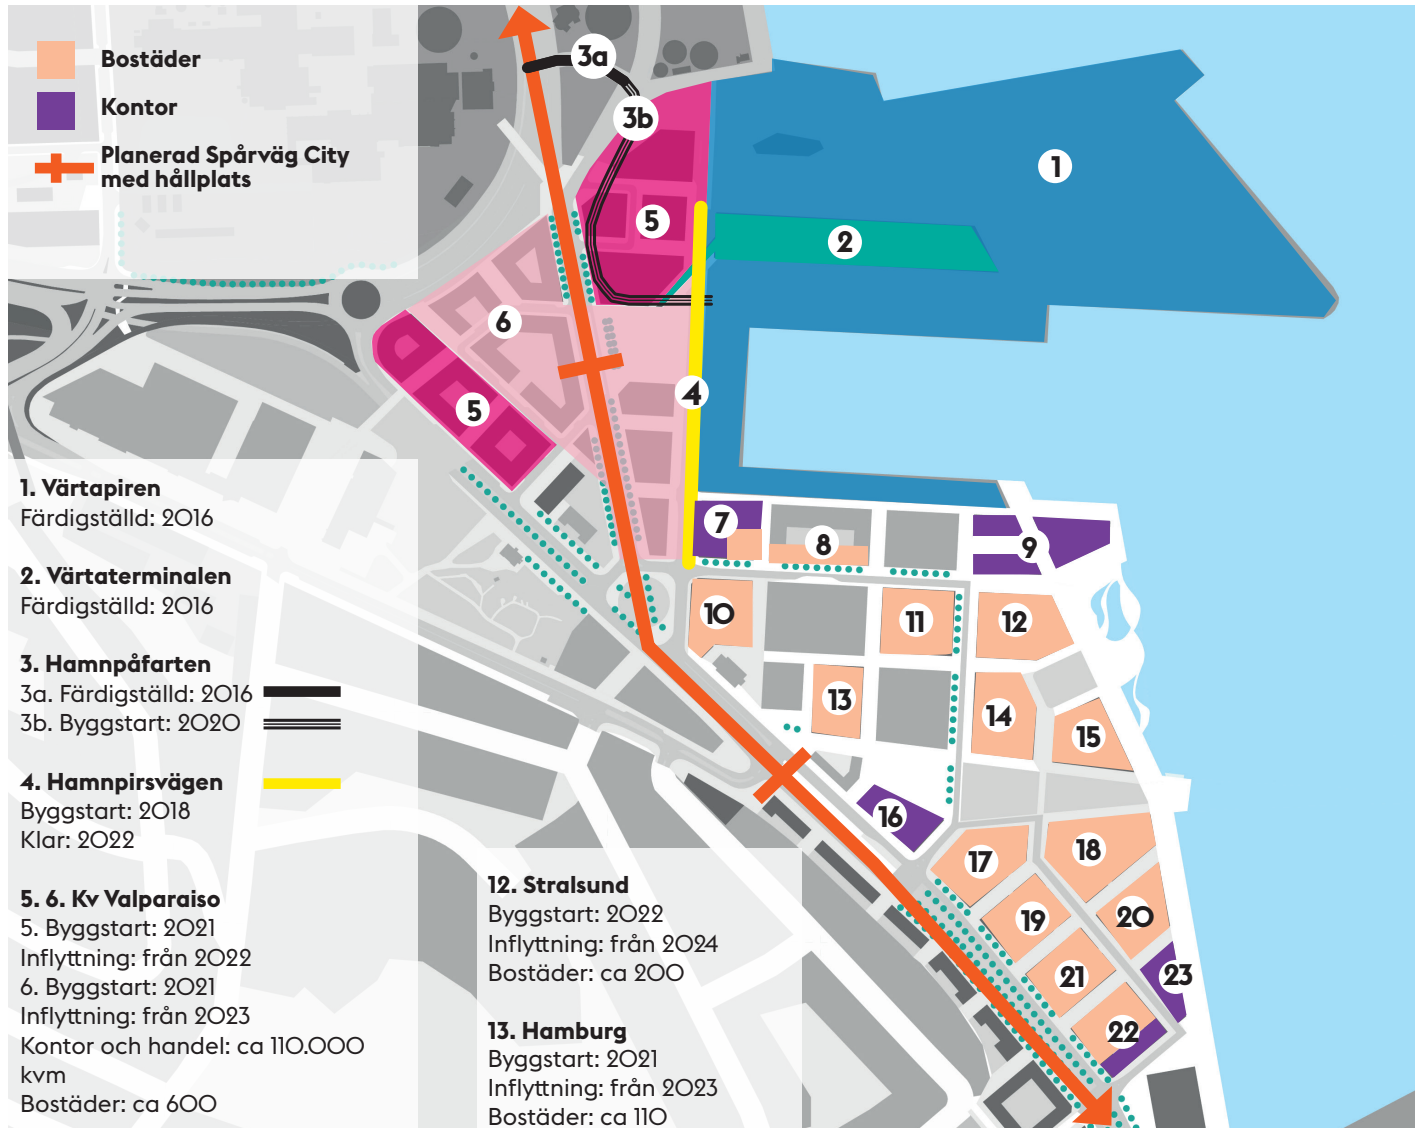 Bostäder
Kontor
Planerad Spårväg City
med hållplats
3a
3b
1
5
2
6
4
5
7
8
9
10
11
12
13
14
15
16
17
18
19
20
21
23
22
1. Värtapiren
Färdigställd: 2016
2. Värtaterminalen
Färdigställd: 2016
3. Hamnpåfarten
3a. Färdigställd: 2016
3b. Byggstart: 2020
4. Hamnpirsvägen
Byggstart: 2018
Klar: 2022
5. 6. Kv Valparaiso
5. Byggstart: 2021
Inflyttning: från 2022
6. Byggstart: 2021
Inflyttning: från 2023
Kontor och handel: ca 110.000
kvm
Bostäder: ca 600
12. Stralsund
Byggstart: 2022
Inflyttning: från 2024
Bostäder: ca 200
13. Hamburg
Byggstart: 2021
Inflyttning: från 2023
Bostäder: ca 110